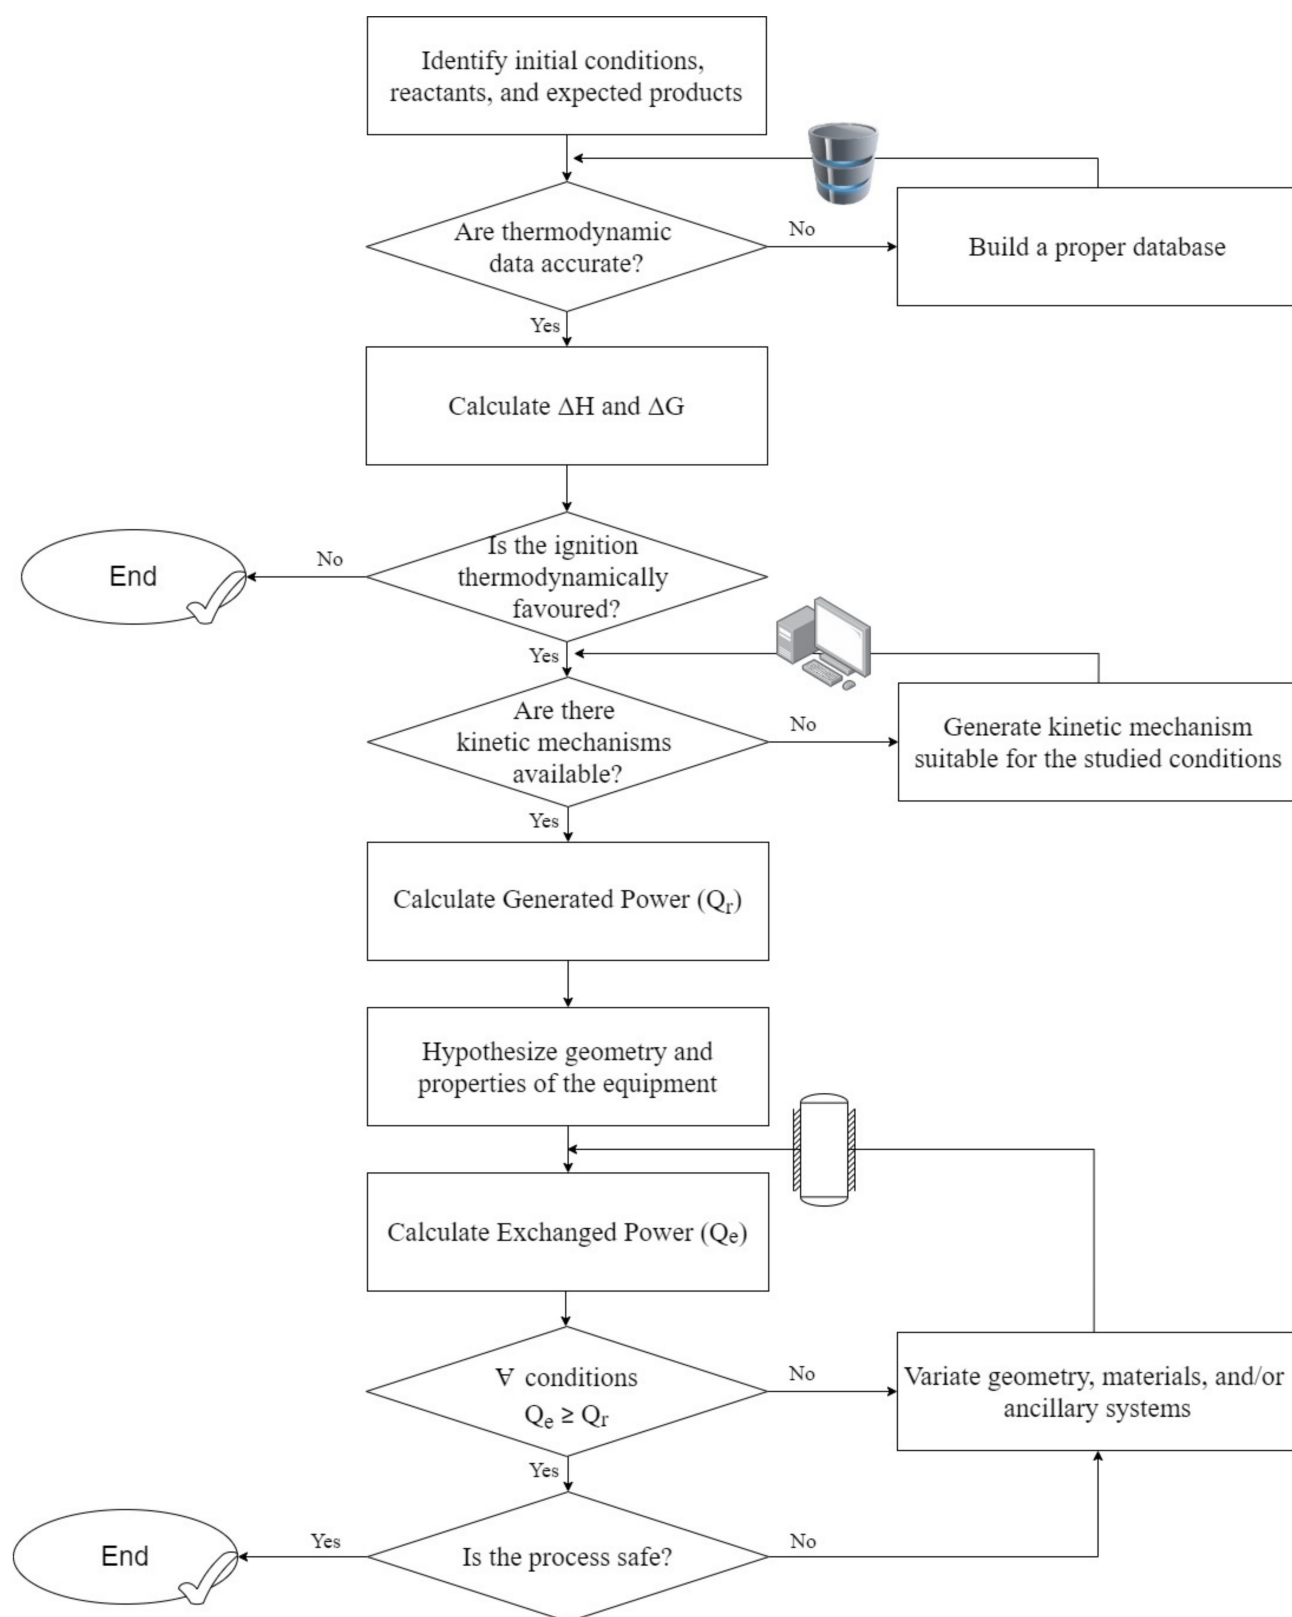 Identify initial conditions,
reactants, and expected products
Are thermodynamic
data accurate?
No
Build a proper database
Yes
Calculate ΔH and ΔG
Is the ignition
thermodynamically
favoured?
No
End
Yes
Are there
kinetic mechanisms
available?
No
Generate kinetic mechanism
suitable for the studied conditions
Yes
Calculate Generated Power (Qr)
Hypothesize geometry and
properties of the equipment
Calculate Exchanged Power (Qe)
∀ conditions
Qe ≥ Qr
No
Variate geometry, materials, and/or
ancillary systems
Yes
Is the process safe?
Yes
End
No